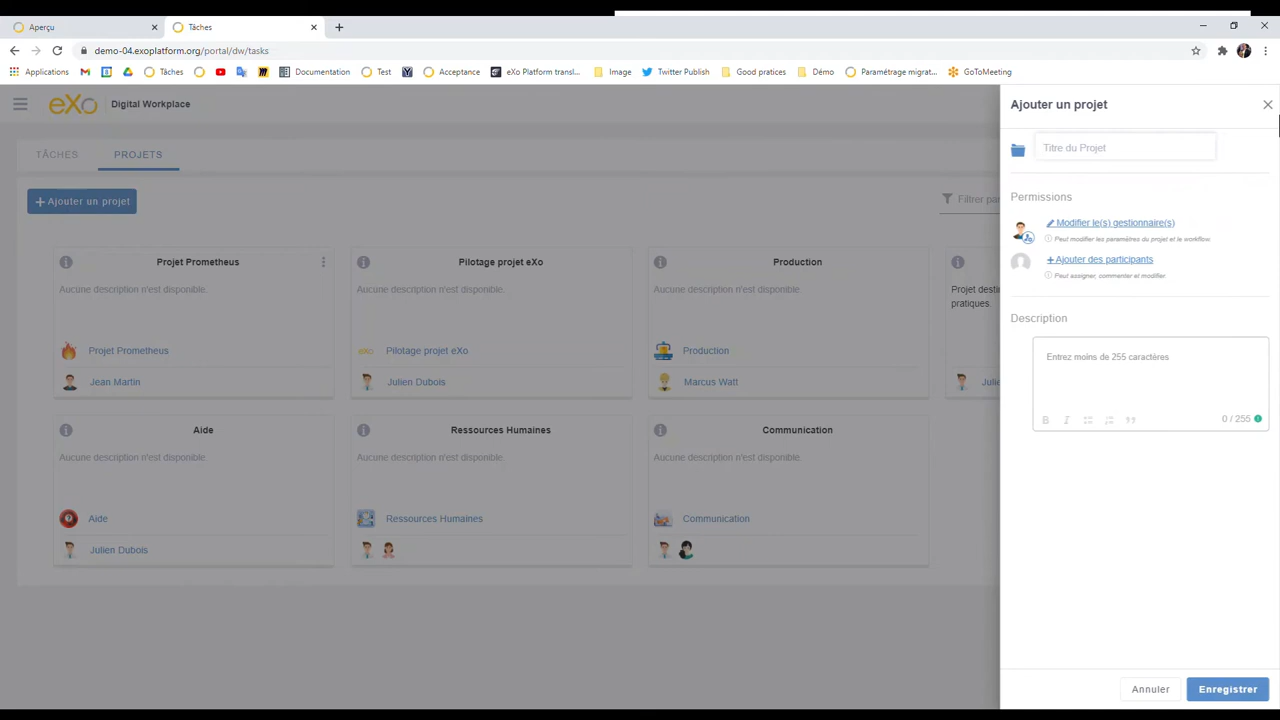 Aperçu
Tâches
demo-04.exoplatform.org/portal/dw/tasks
Applications
Tâches
Documentation
Test
Acceptance
eXo Platform transl...
Image
Twitter Publish
Good pratices
Démo
Paramétrage migrat...
GoToMeeting
eXo Digital Workplace
TÂCHES
PROJETS
+ Ajouter un projet
Filtrer pa
Projet Prometheus
Aucune description n'est disponible.
Projet Prometheus
Jean Martin
Pilotage projet eXo
Aucune description n'est disponible.
eXo Pilotage projet eXo
Julien Dubois
Production
Aucune description n'est disponible.
Production
Marcus Watt
Projet destin
pratiques.
Juli
Aide
Aucune description n'est disponible.
Aide
Julien Dubois
Ressources Humaines
Aucune description n'est disponible.
Ressources Humaines
Communication
Aucune description n'est disponible.
Communication
Ajouter un projet
Titre du Projet
Permissions
Modifier le(s) gestionnaire(s)
Peut modifier les paramètres du projet et le workflow.
+ Ajouter des participants
Peut assigner, commenter et modifier.
Description
Entrez moins de 255 caractères
B I
0 / 255
Annuler
Enregistrer